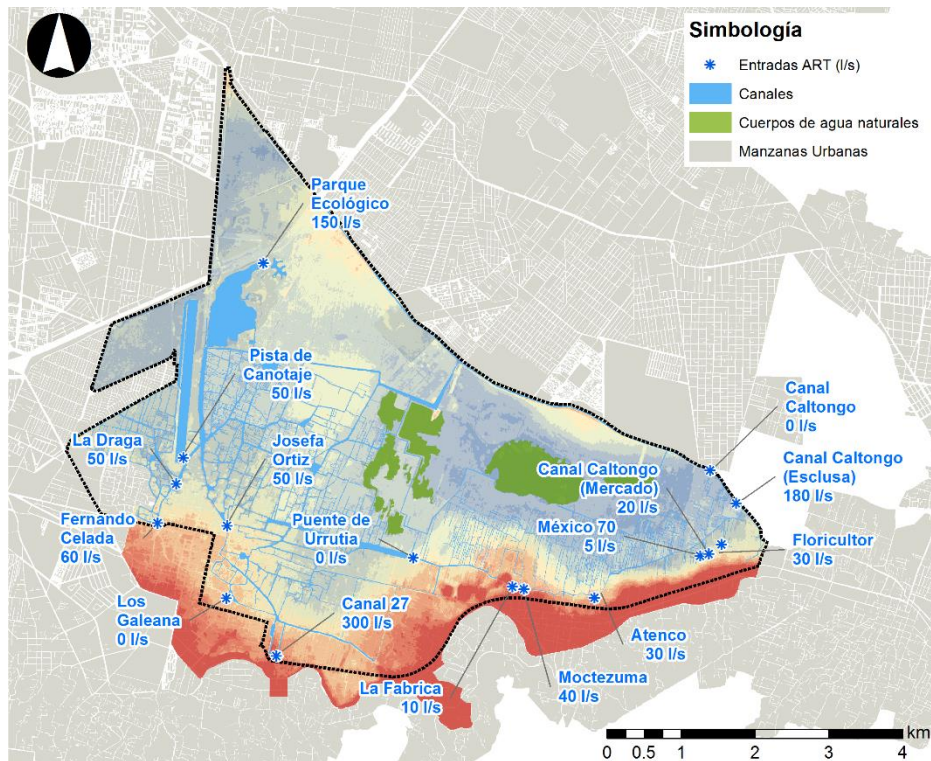 Simbología
Entradas ART (l/s)
Canales
Cuerpos de agua naturales
Manzanas Urbanas
Parque
Ecológico
150 l/s
Pista de
Canotaje
50 l/s
La Draga
50 l/s
Josefa
Ortiz
50 l/s
Canal
Caltongo
0 l/s
Canal Caltongo
(Esclusa)
180 l/s
Canal Caltongo
(Mercado)
20 l/s
México 70
5 l/s
Floricultor
30 l/s
Fernando
Celada
60 l/s
Puente de
Urrutia
0 l/s
Los
Galeana
0 l/s
Canal 27
300 l/s
Atenco
30 l/s
Moctezuma
40 l/s
La Fabrica
10 l/s
km
0 0.5 1 2 3 4